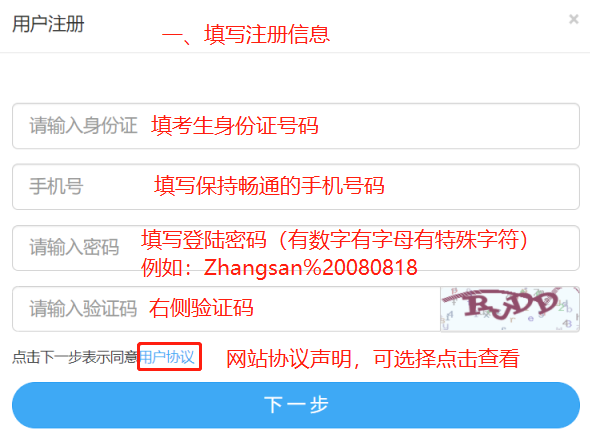 用户注册
×
一、填写注册信息
请输入身份证 填考生身份证号码
手机号 填写保持畅通的手机号码
请输入密码 填写登陆密码（有数字有字母有特殊字符）
例如：Zhangsan%20080818
请输入验证码 右侧验证码
点击下一步表示同意用户协议 网站协议声明，可选择点击查看
下一步